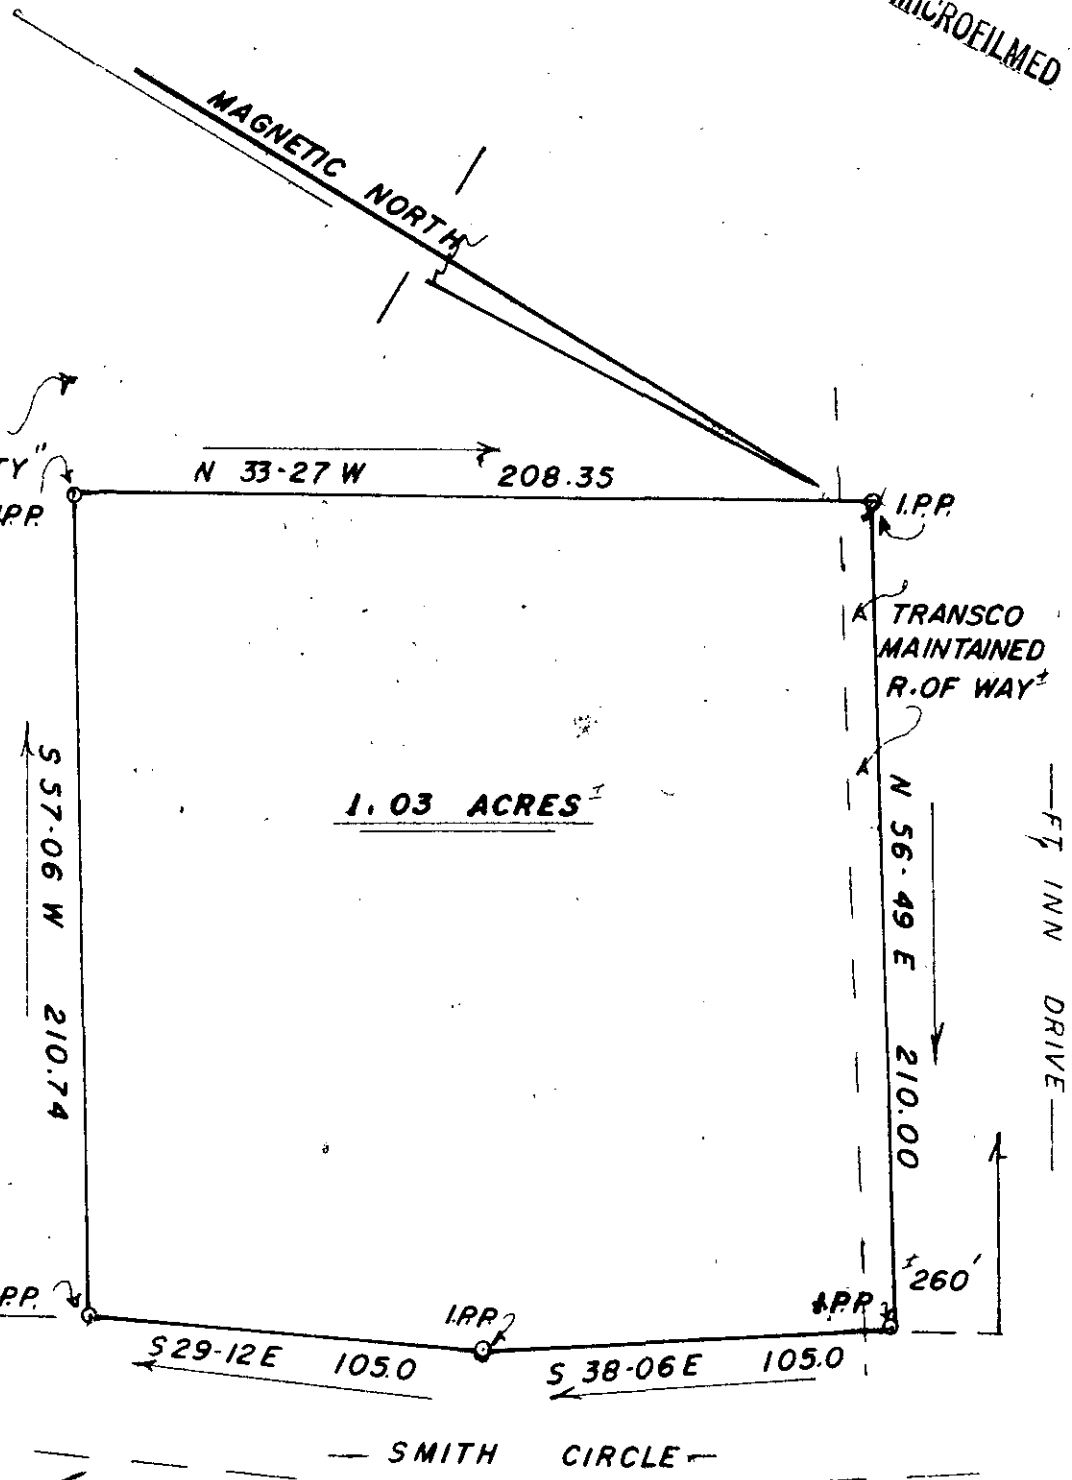 MICROFILMED
MAGNETIC NORTH
N 33-27 W 208.35
TY"
I.P.P.
I.P.P.
TRANSCO
MAINTAINED
R.OF WAY±
S 57-06 W 210.74
1.03 ACRES±
N 56-49 E 210.00
—FT. INN DRIVE—
±260'
P.P.
I.P.P.
I.P.P.
S 29-12 E 105.0
S 38-06 E 105.0
— SMITH CIRCLE —